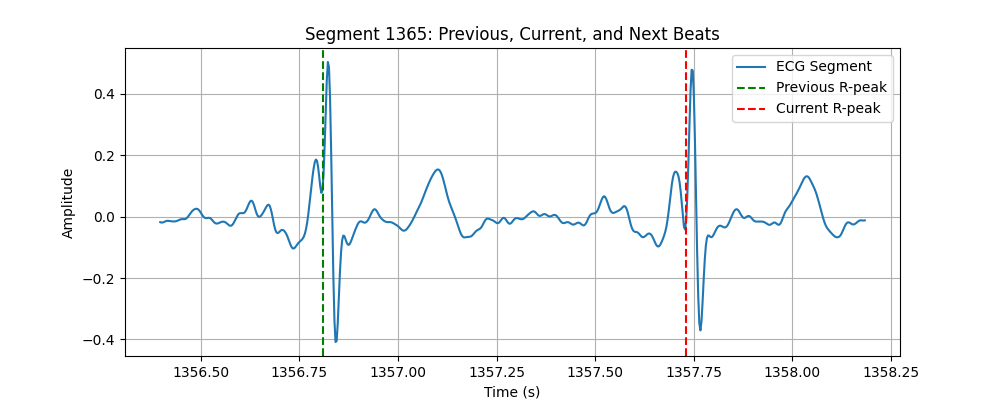 Segment 1365: Previous, Current, and Next Beats
ECG Segment
Previous R-peak
Current R-peak
Amplitude
0.4
0.2
0.0
−0.2
−0.4
1356.50 1356.75 1357.00 1357.25 1357.50 1357.75 1358.00 1358.25
Time (s)